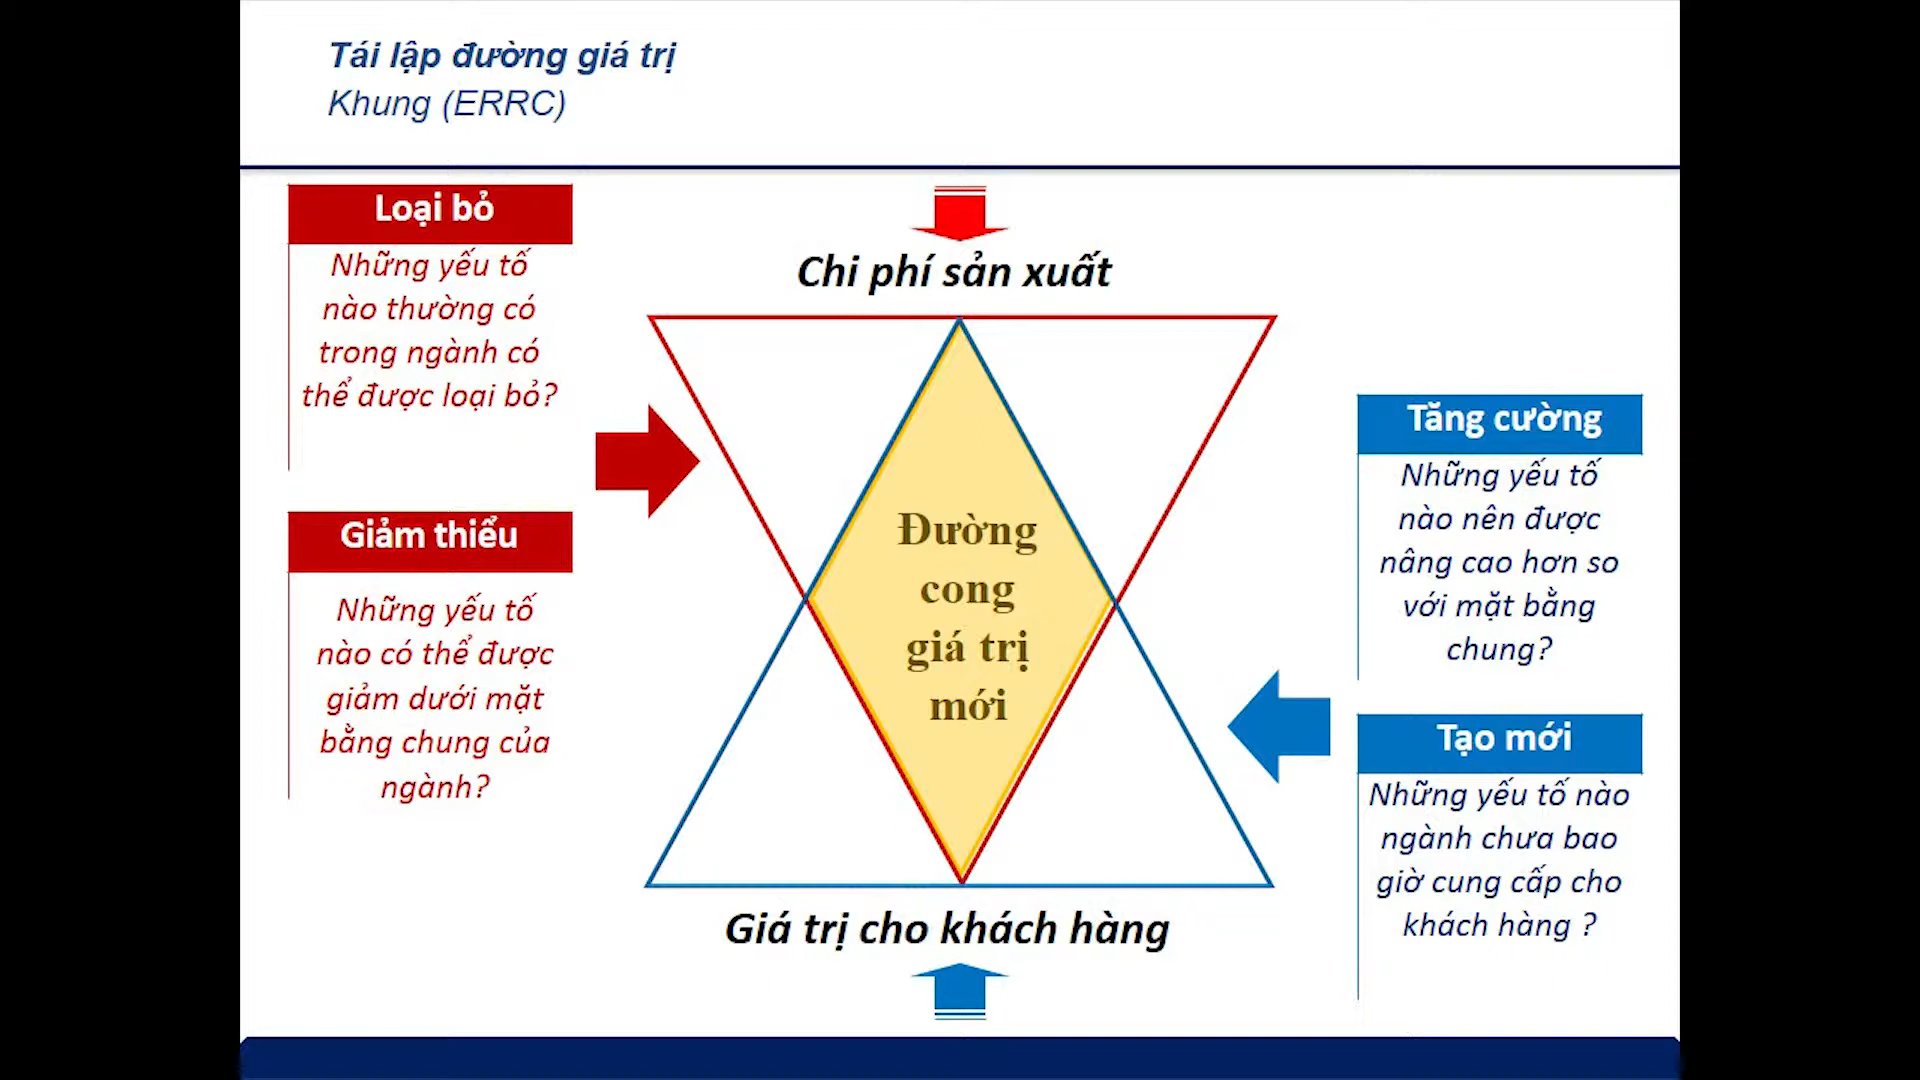 Tái lập đường giá trị
Khung (ERRC)
Loại bỏ
Những yếu tố
nào thường có
trong ngành có
thể được loại bỏ?
Giảm thiểu
Những yếu tố
nào có thể được
giảm dưới mặt
bằng chung của
ngành?
Chi phí sản xuất
Đường
cong
giá trị
mới
Giá trị cho khách hàng
Tăng cường
Những yếu tố
nào nên được
nâng cao hơn so
với mặt bằng
chung?
Tạo mới
Những yếu tố nào
ngành chưa bao
giờ cung cấp cho
khách hàng ?